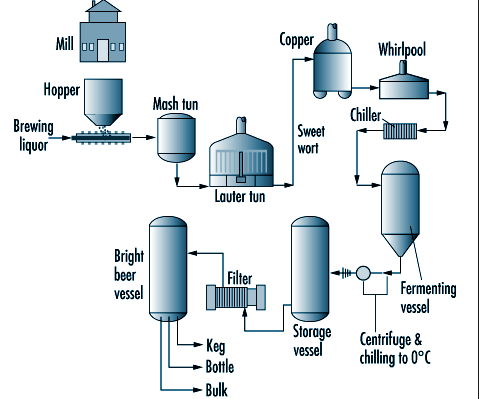 Mill
Hopper
Brewing
liquor
Mash tun
Lauter tun
Copper
Sweet
wort
Whirlpool
Chiller
Fermenting
vessel
Centrifuge &
chilling to 0°C
Storage
vessel
Filter
Bright
beer
vessel
Keg
Bottle
Bulk